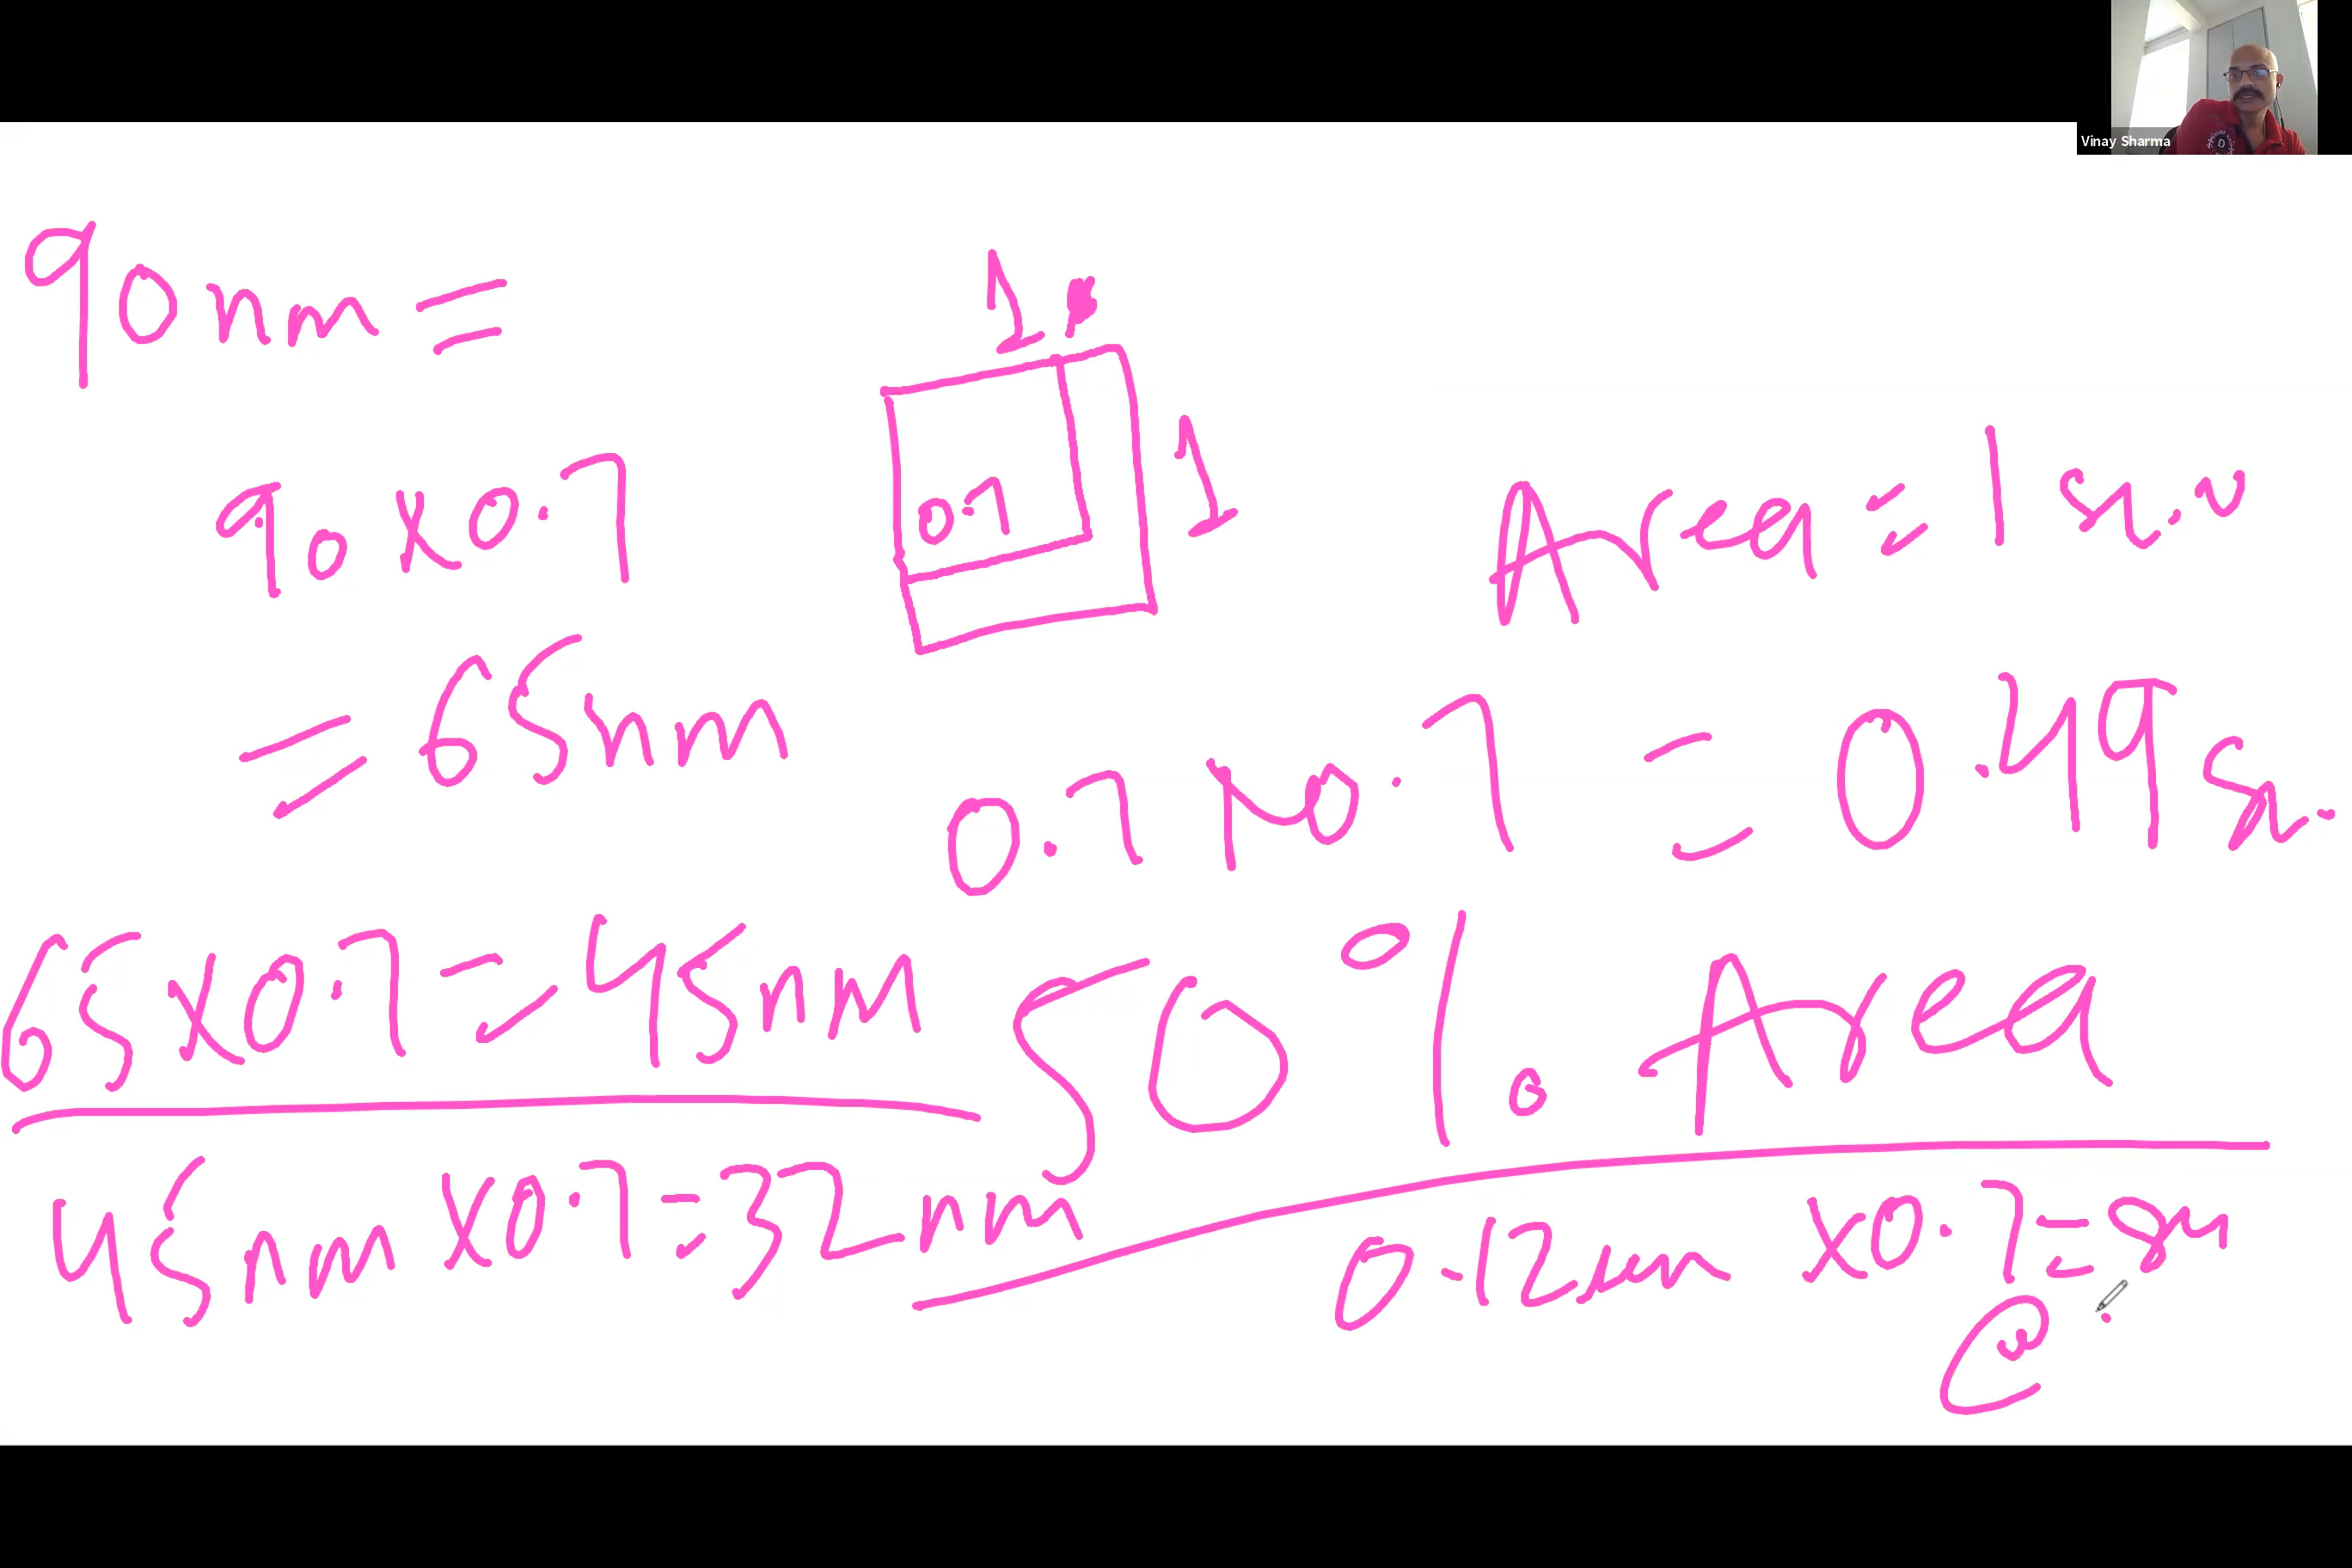 Vinay Sharma
90nm =
1
90 x 0.7
0.7
1
Area = 1 sq.
= 65nm
0.7 x 0.7 = 0.49 sq.
65 x 0.7 = 45nm
50% Area
45nm x 0.7 = 32nm
0.12um x 0.7 =
@